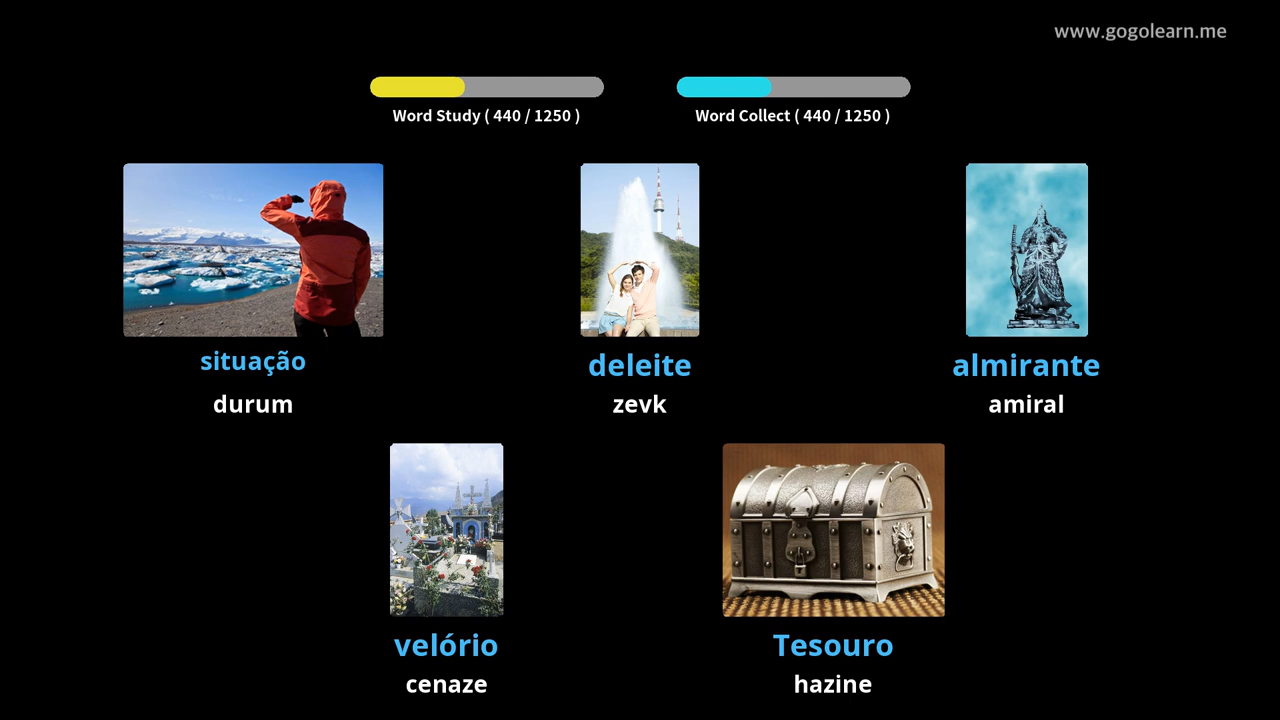 www.gogolearn.me
Word Study ( 440 / 1250 )
Word Collect ( 440 / 1250 )
situação
durum
deleite
zevk
almirante
amiral
velório
cenaze
Tesouro
hazine